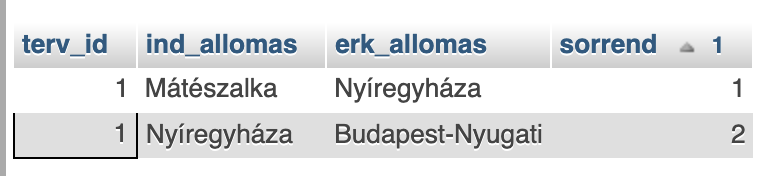 terv_id ind_allomas erk_allomas sorrend 1
1 Mátészalka Nyíregyháza 1
1 Nyíregyháza Budapest-Nyugati 2